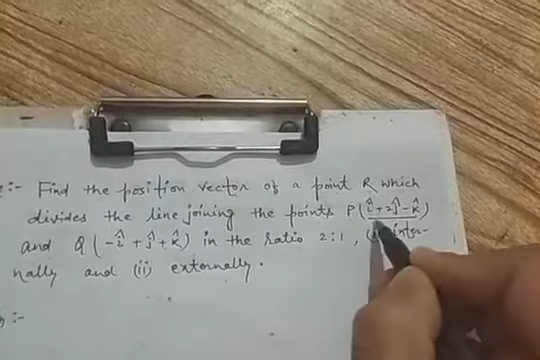 :- Find the position vector of a point R which
divides the line joining the points P(î+2ĵ-k̂)
and Q(-î+ĵ+k̂) in the ratio 2:1, inter-
nally and (ii) externally.
:-